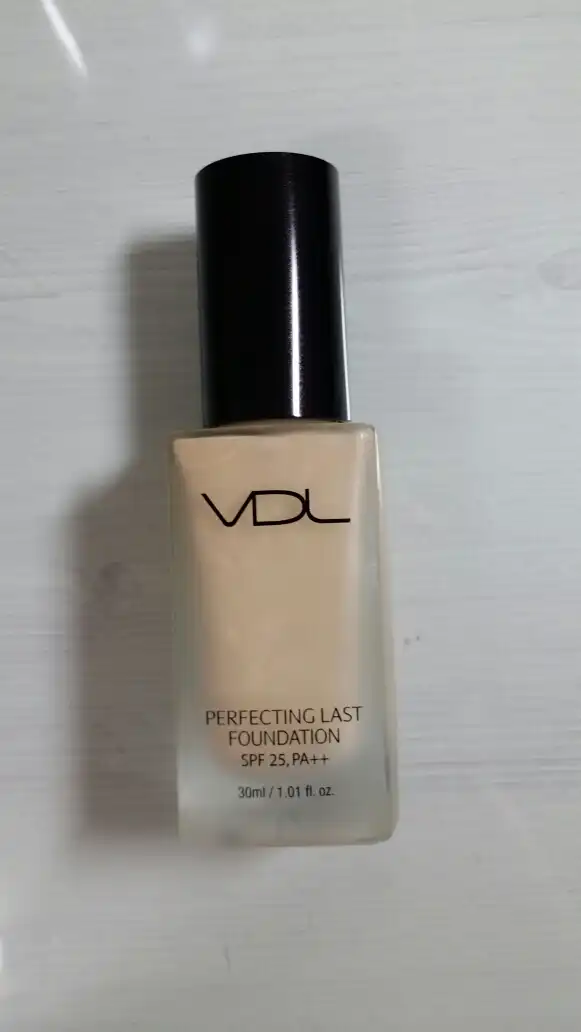 VDL
PERFECTING LAST
FOUNDATION
SPF 25, PA++
30ml / 1.01 fl. oz.